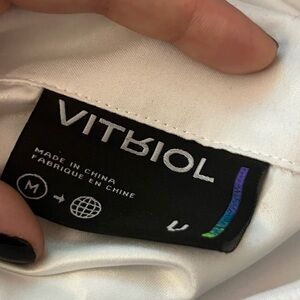 VITRIOL
MADE IN CHINA
FABRIQUE EN CHINE
M